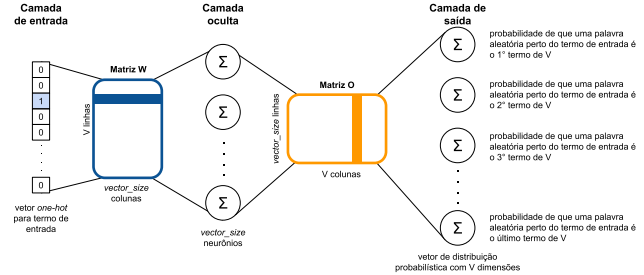 Camada
de entrada
0
0
1
0
0
0
vetor one-hot
para termo de
entrada
Matriz W
V linhas
vector_size
colunas
Camada
oculta
Σ
Σ
Σ
vector_size
neurônios
Matriz O
vector_size linhas
V colunas
Camada de
saída
Σ
Σ
Σ
Σ
probabilidade de que uma palavra
aleatória perto do termo de entrada é
o 1° termo de V
probabilidade de que uma palavra
aleatória perto do termo de entrada é
o 2° termo de V
probabilidade de que uma palavra
aleatória perto do termo de entrada é
o 3° termo de V
probabilidade de que uma palavra
aleatória perto do termo de entrada é
o último termo de V
vetor de distribuição
probabilística com V dimensões